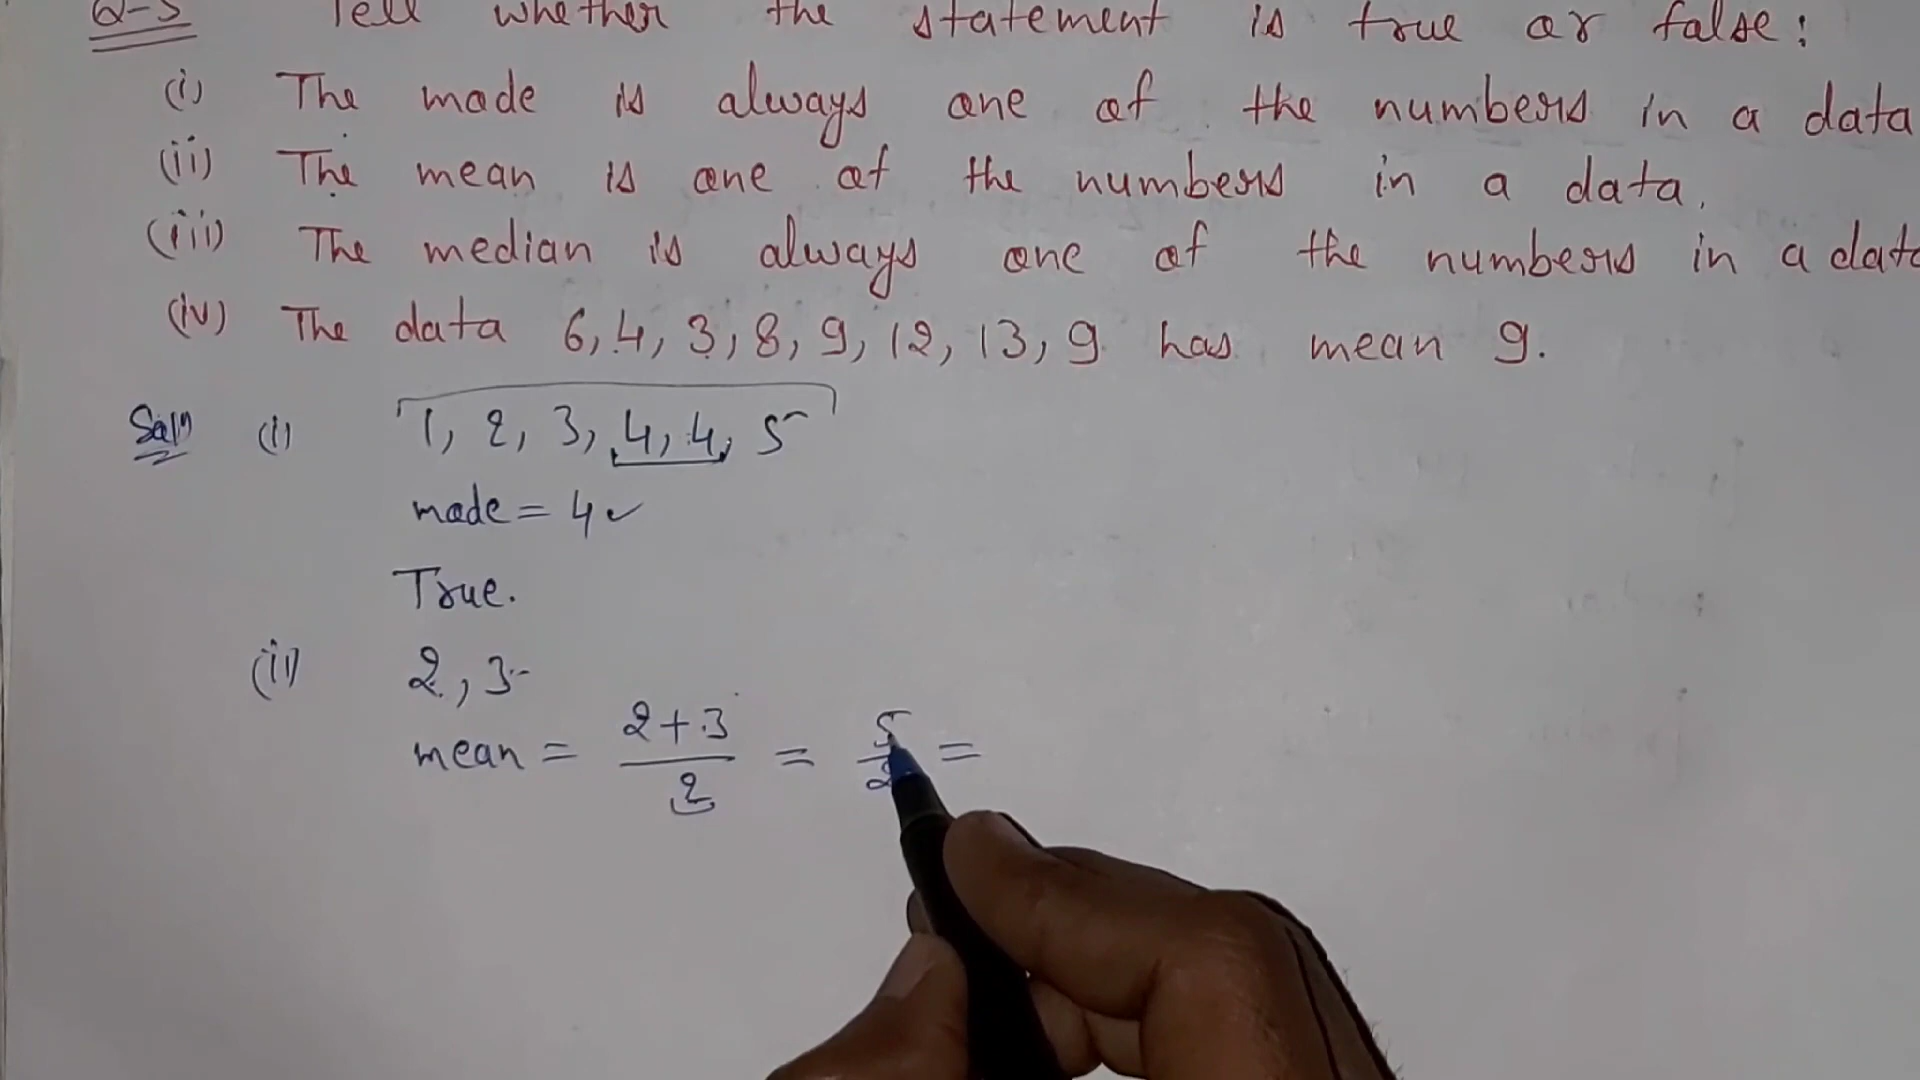 Q-5 Tell whether the statement is true or false:
(i) The mode is always one of the numbers in a data
(ii) The mean is one of the numbers in a data.
(iii) The median is always one of the numbers in a data
(iv) The data 6, 4, 3, 8, 9, 12, 13, 9 has mean 9.
Soln (i) 1, 2, 3, 4, 4, 5
mode = 4 ✓
True.
(ii) 2, 3
mean = 2+3/2 = 5/2 =